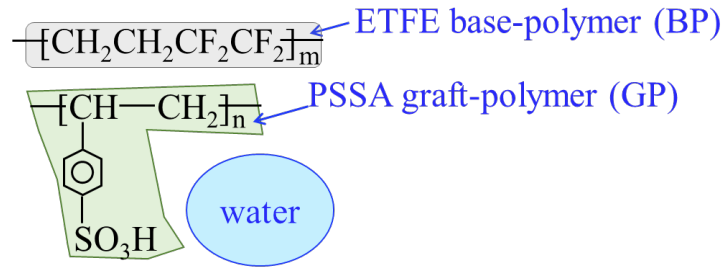 ETFE base-polymer (BP)
—[CH₂CH₂CF₂CF₂]—m
PSSA graft-polymer (GP)
—[CH—CH₂]—n
water
SO₃H